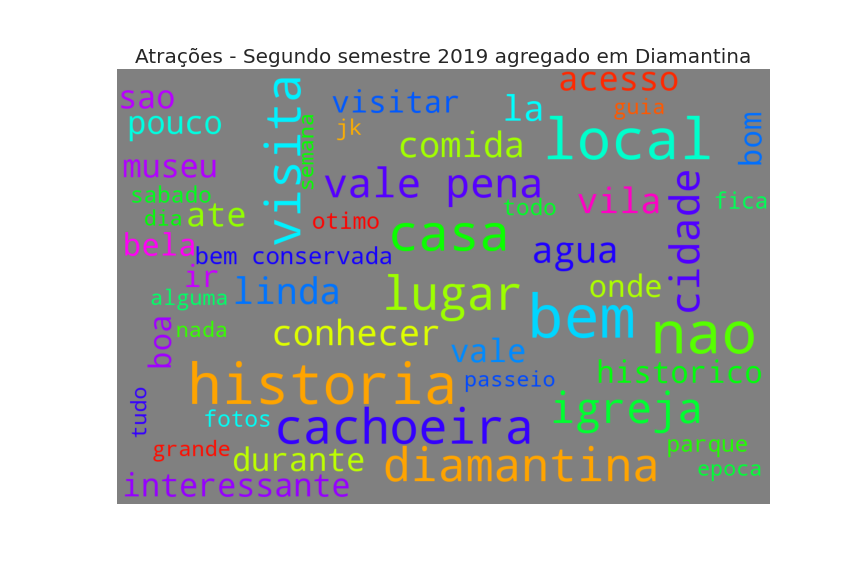 Atrações - Segundo semestre 2019 agregado em Diamantina
sao
visita
visitar
acesso
guia
la
pouco
jk
semana
comida
local
bom
museu
vale pena
sabado
dia
ate
otimo
todo
vila
cidade
fica
bela
bem conservada
casa
agua
ir
alguma
linda
lugar
onde
bem
boa
nada
conhecer
vale
nao
historia
passeio
historico
tudo
fotos
cachoeira
igreja
grande
durante
diamantina
parque
epoca
interessante